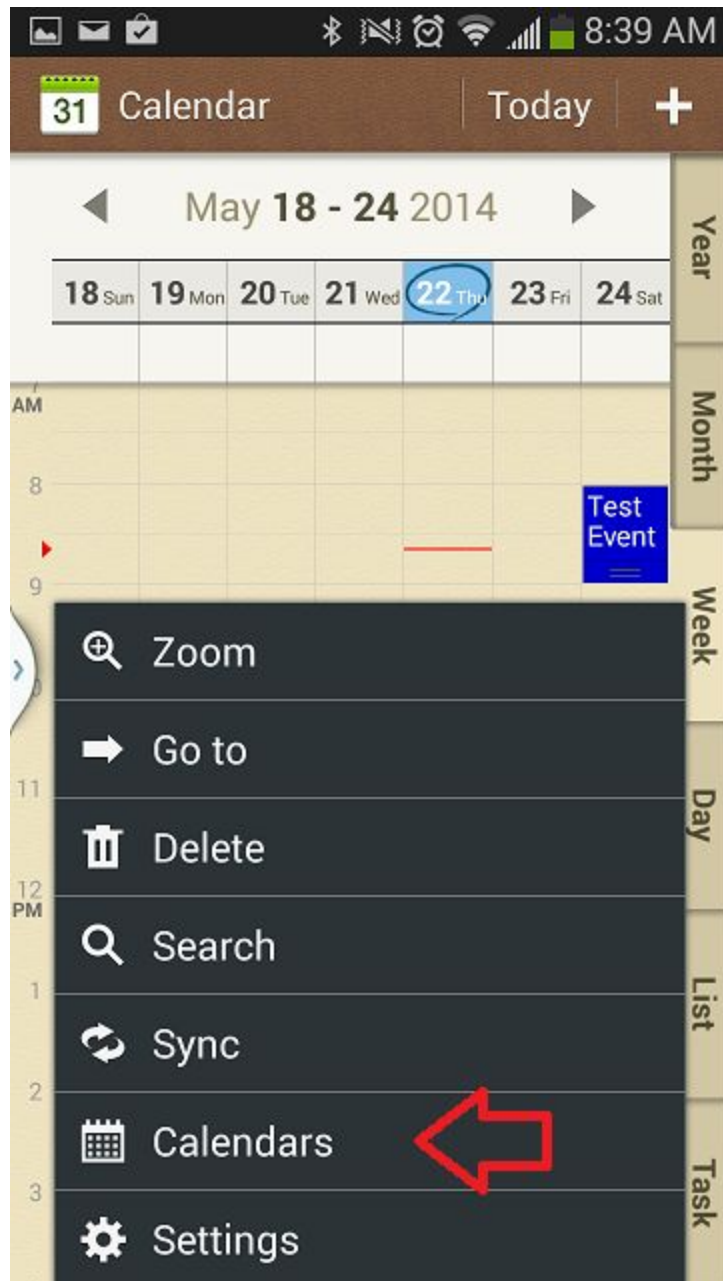 8:39 AM
31 Calendar Today +
May 18 - 24 2014
18 Sun 19 Mon 20 Tue 21 Wed 22 Thu 23 Fri 24 Sat
Year
Month
Week
Day
List
Task
AM
8
Test
Event
9
11
12
PM
1
2
3
Zoom
Go to
Delete
Search
Sync
Calendars
Settings